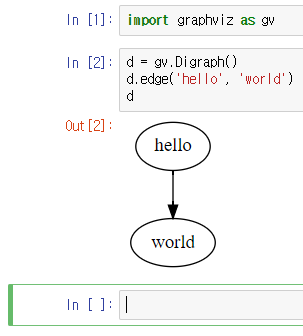 In [1]: import graphviz as gv
In [2]: d = gv.Digraph()
d.edge('hello', 'world')
d
Out[2]:
hello
world
In [ ]: